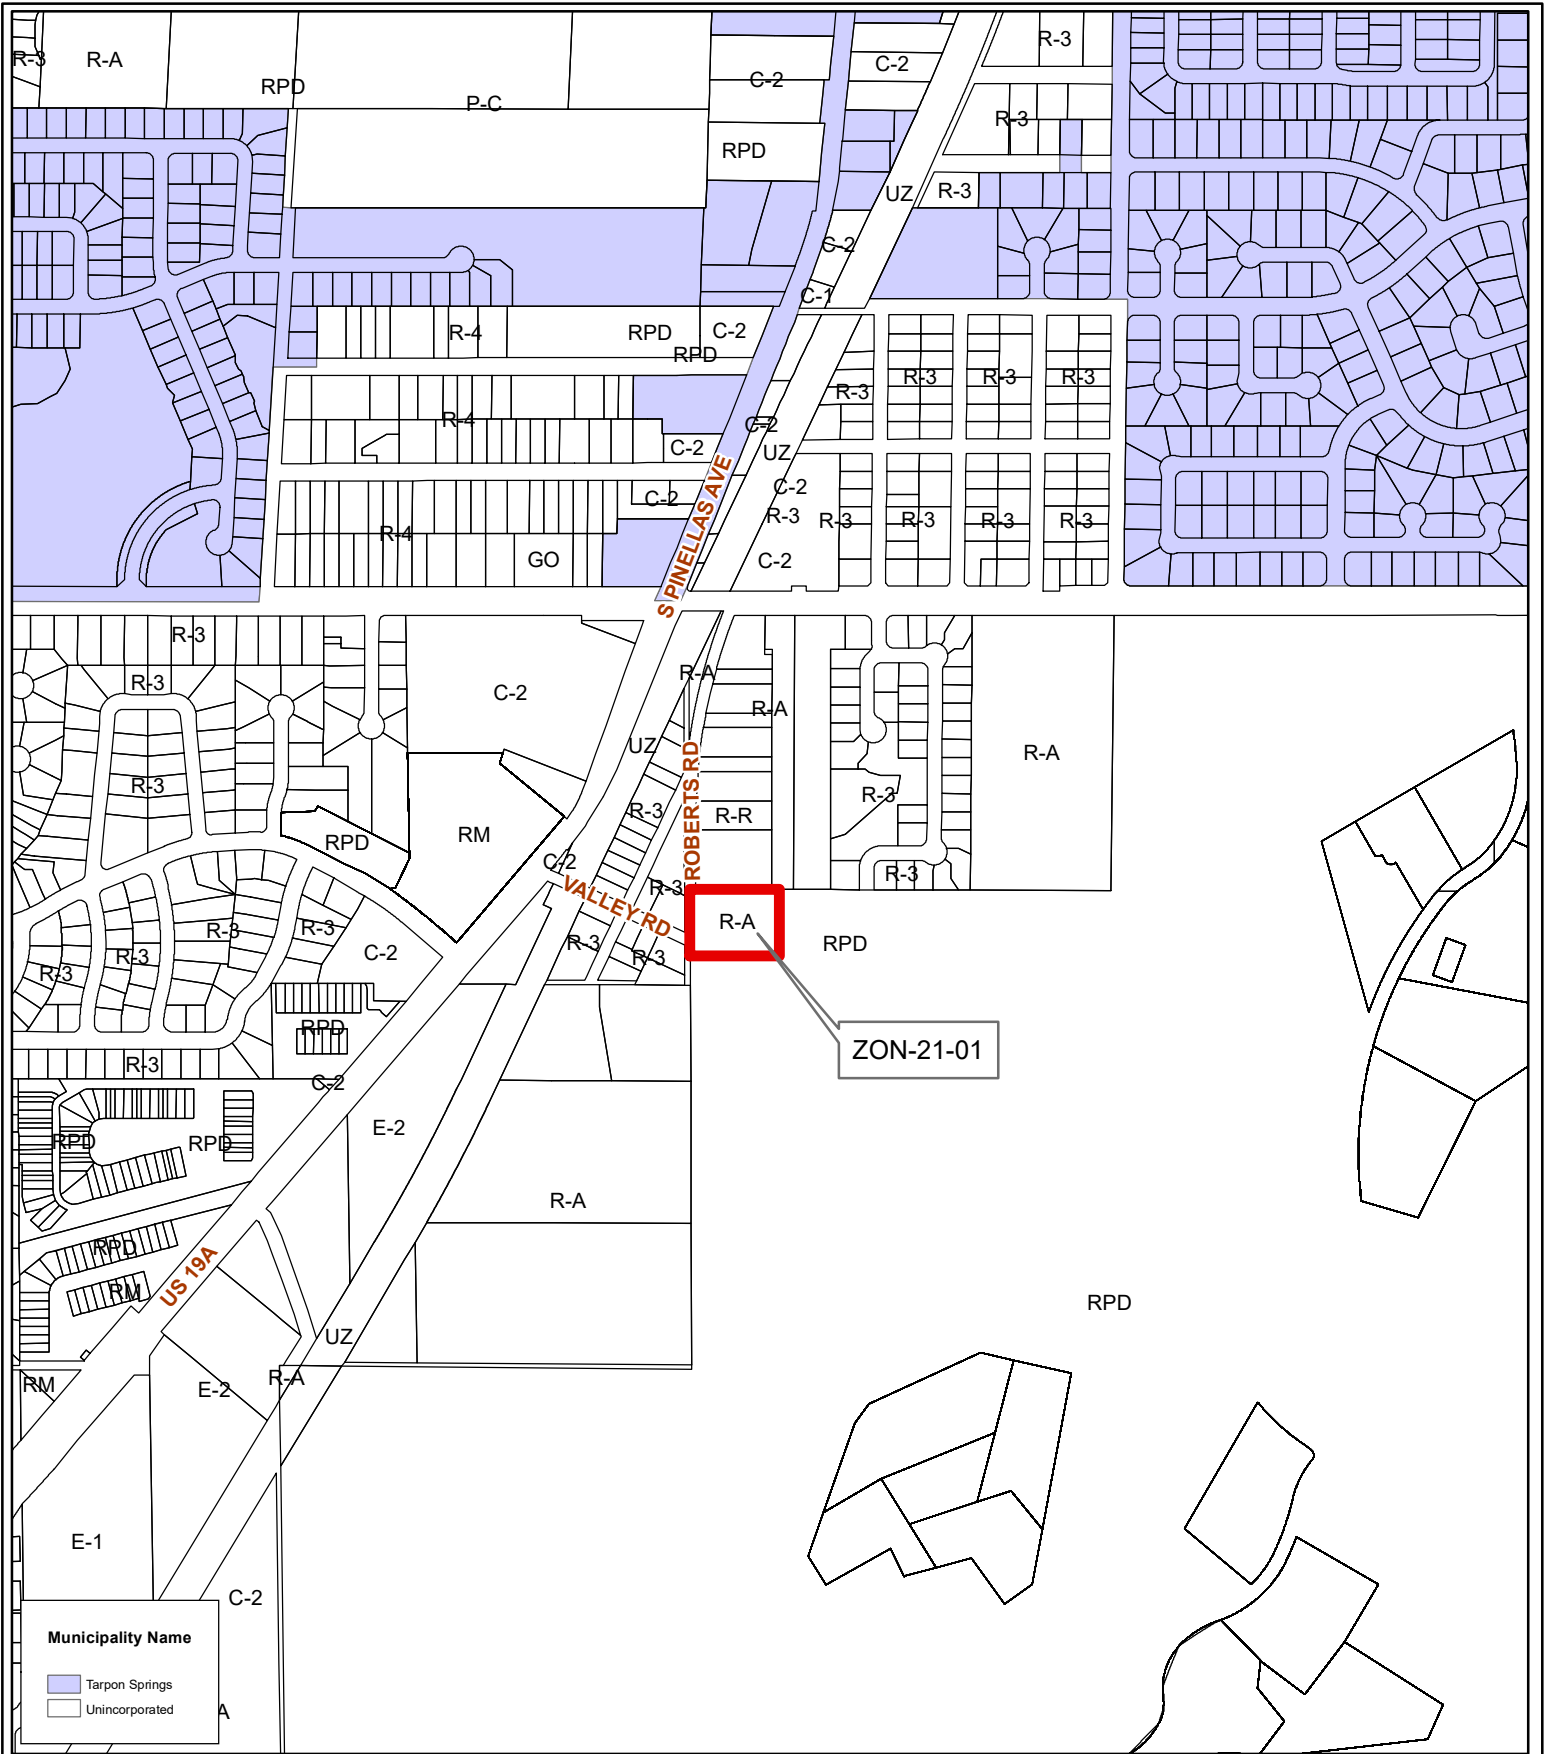 R-3
R-A
RPD
P-C
C-2
C-2
R-3
R-3
RPD
UZ
R-3
C-2
C-1
R-4
RPD
C-2
RPD
R-3
R-3
R-3
R-3
R-4
C-2
C-2
UZ
S PINELLAS AVE
C-2
C-2
R-3
R-3
R-3
R-3
R-3
R-4
GO
C-2
R-3
R-3
C-2
R-A
R-A
UZ
R-A
R-3
ROBERTS RD
R-3
R-3
R-R
RPD
RM
C-2
R-3
VALLEY RD
R-3
R-A
R-3
R-3
R-3
C-2
R-3
R-3
RPD
R-3
ZON-21-01
RPD
R-3
C-2
E-2
RPD
RPD
R-A
RPD
US 19A
RM
RPD
UZ
RM
E-2
R-A
E-1
C-2
Municipality Name
Tarpon Springs
Unincorporated
A